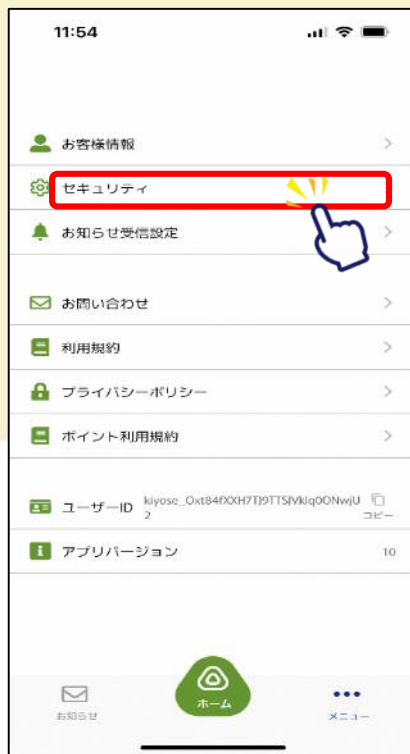 11:54
お客様情報
セキュリティ
お知らせ受信設定
お問い合わせ
利用規約
プライバシーポリシー
ポイント利用規約
ユーザーID kiyose_Oxt84fXXH7TJ9TTSJVkIq0ONwjU
2
コピー
アプリバージョン 10
ホーム
お知らせ
メニュー